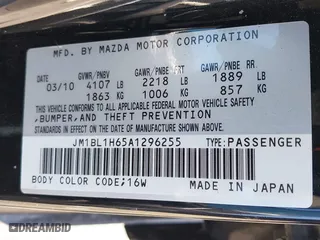 MFD. BY MAZDA MOTOR CORPORATION
GVWR/PNBV GAWR/PNBE FRT GAWR/PNBE RR
03/10 4107 LB 2218 LB 1889 LB
1863 KG 1006 KG 857 KG
THIS VEHICLE CONFORMS TO ALL APPLICABLE
FEDERAL MOTOR VEHICLE SAFETY
,BUMPER,AND THEFT PREVENTION
STANDARDS IN EFFECT ON THE DATE OF
MANUFACTURE SHOWN ABOVE.
JM1BL1H65A1296255 TYPE:PASSENGER
BODY COLOR CODE;16W MADE IN JAPAN
DREAMBID